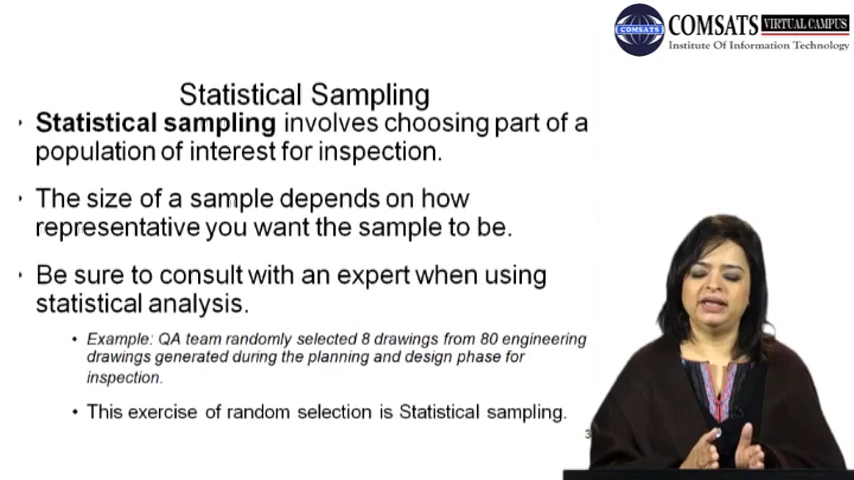 COMSATS VIRTUAL CAMPUS
COMSATS
Institute Of Information Technology
Statistical Sampling
Statistical sampling involves choosing part of a
population of interest for inspection.
The size of a sample depends on how
representative you want the sample to be.
Be sure to consult with an expert when using
statistical analysis.
Example: QA team randomly selected 8 drawings from 80 engineering
drawings generated during the planning and design phase for
inspection.
This exercise of random selection is Statistical sampling.
3